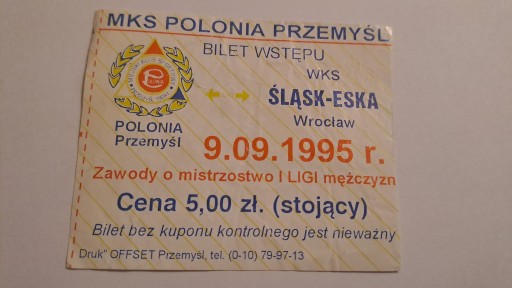 MKS POLONIA PRZEMYŚL
BILET WSTĘPU
WKS
ŚLĄSK-ESKA
Wrocław
POLONIA
Przemyśl
9.09.1995 r.
Zawody o mistrzostwo I LIGI mężczyzn
Cena 5,00 zł. (stojący)
Bilet bez kuponu kontrolnego jest nieważny
Druk" OFFSET Przemyśl, tel. (0-10) 79-97-13